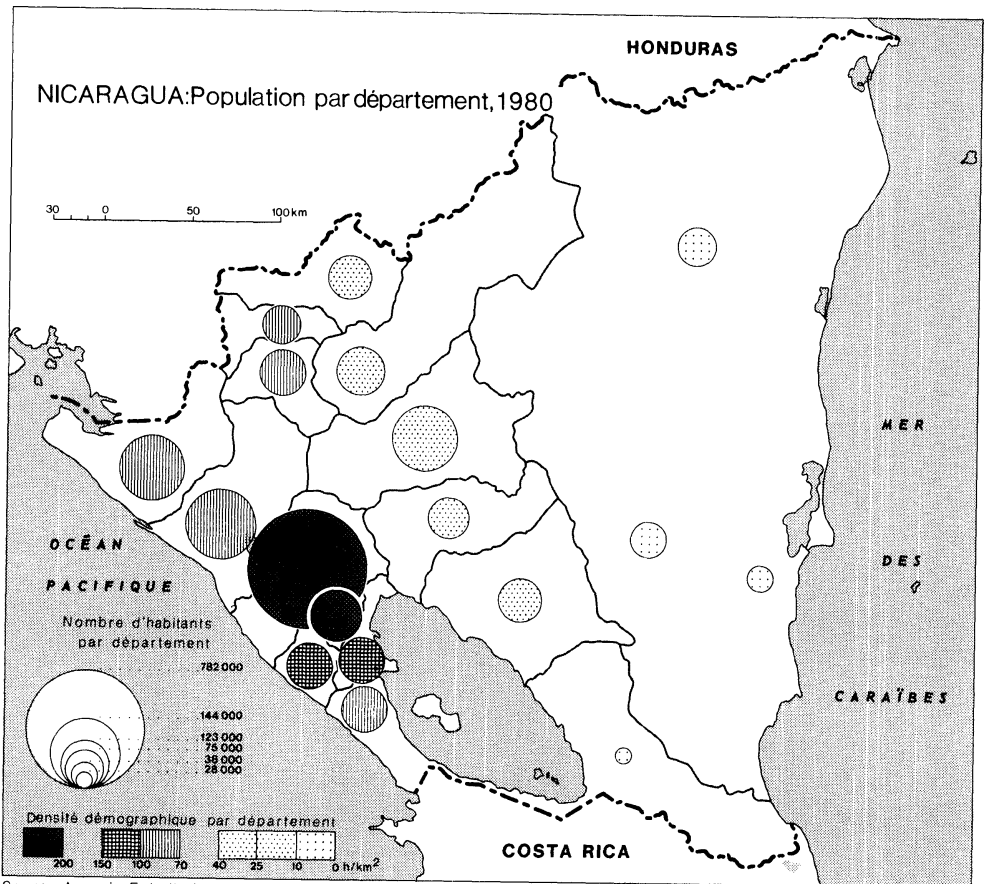 HONDURAS
NICARAGUA:Population par département,1980
30 0 50 100 km
MER
DES
CARAÏBES
OCÉAN
PACIFIQUE
Nombre d'habitants
par département
782 000
144 000
123 000
75 000
38 000
28 000
Densité démographique par département
200 150 100 70 40 25 10 0 h/km²
COSTA RICA